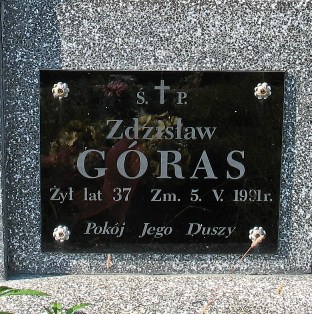 Ś. P.
Zdzisław
GÓRAS
Żył lat 37 Zm. 5. V. 1991r.
Pokój Jego Duszy